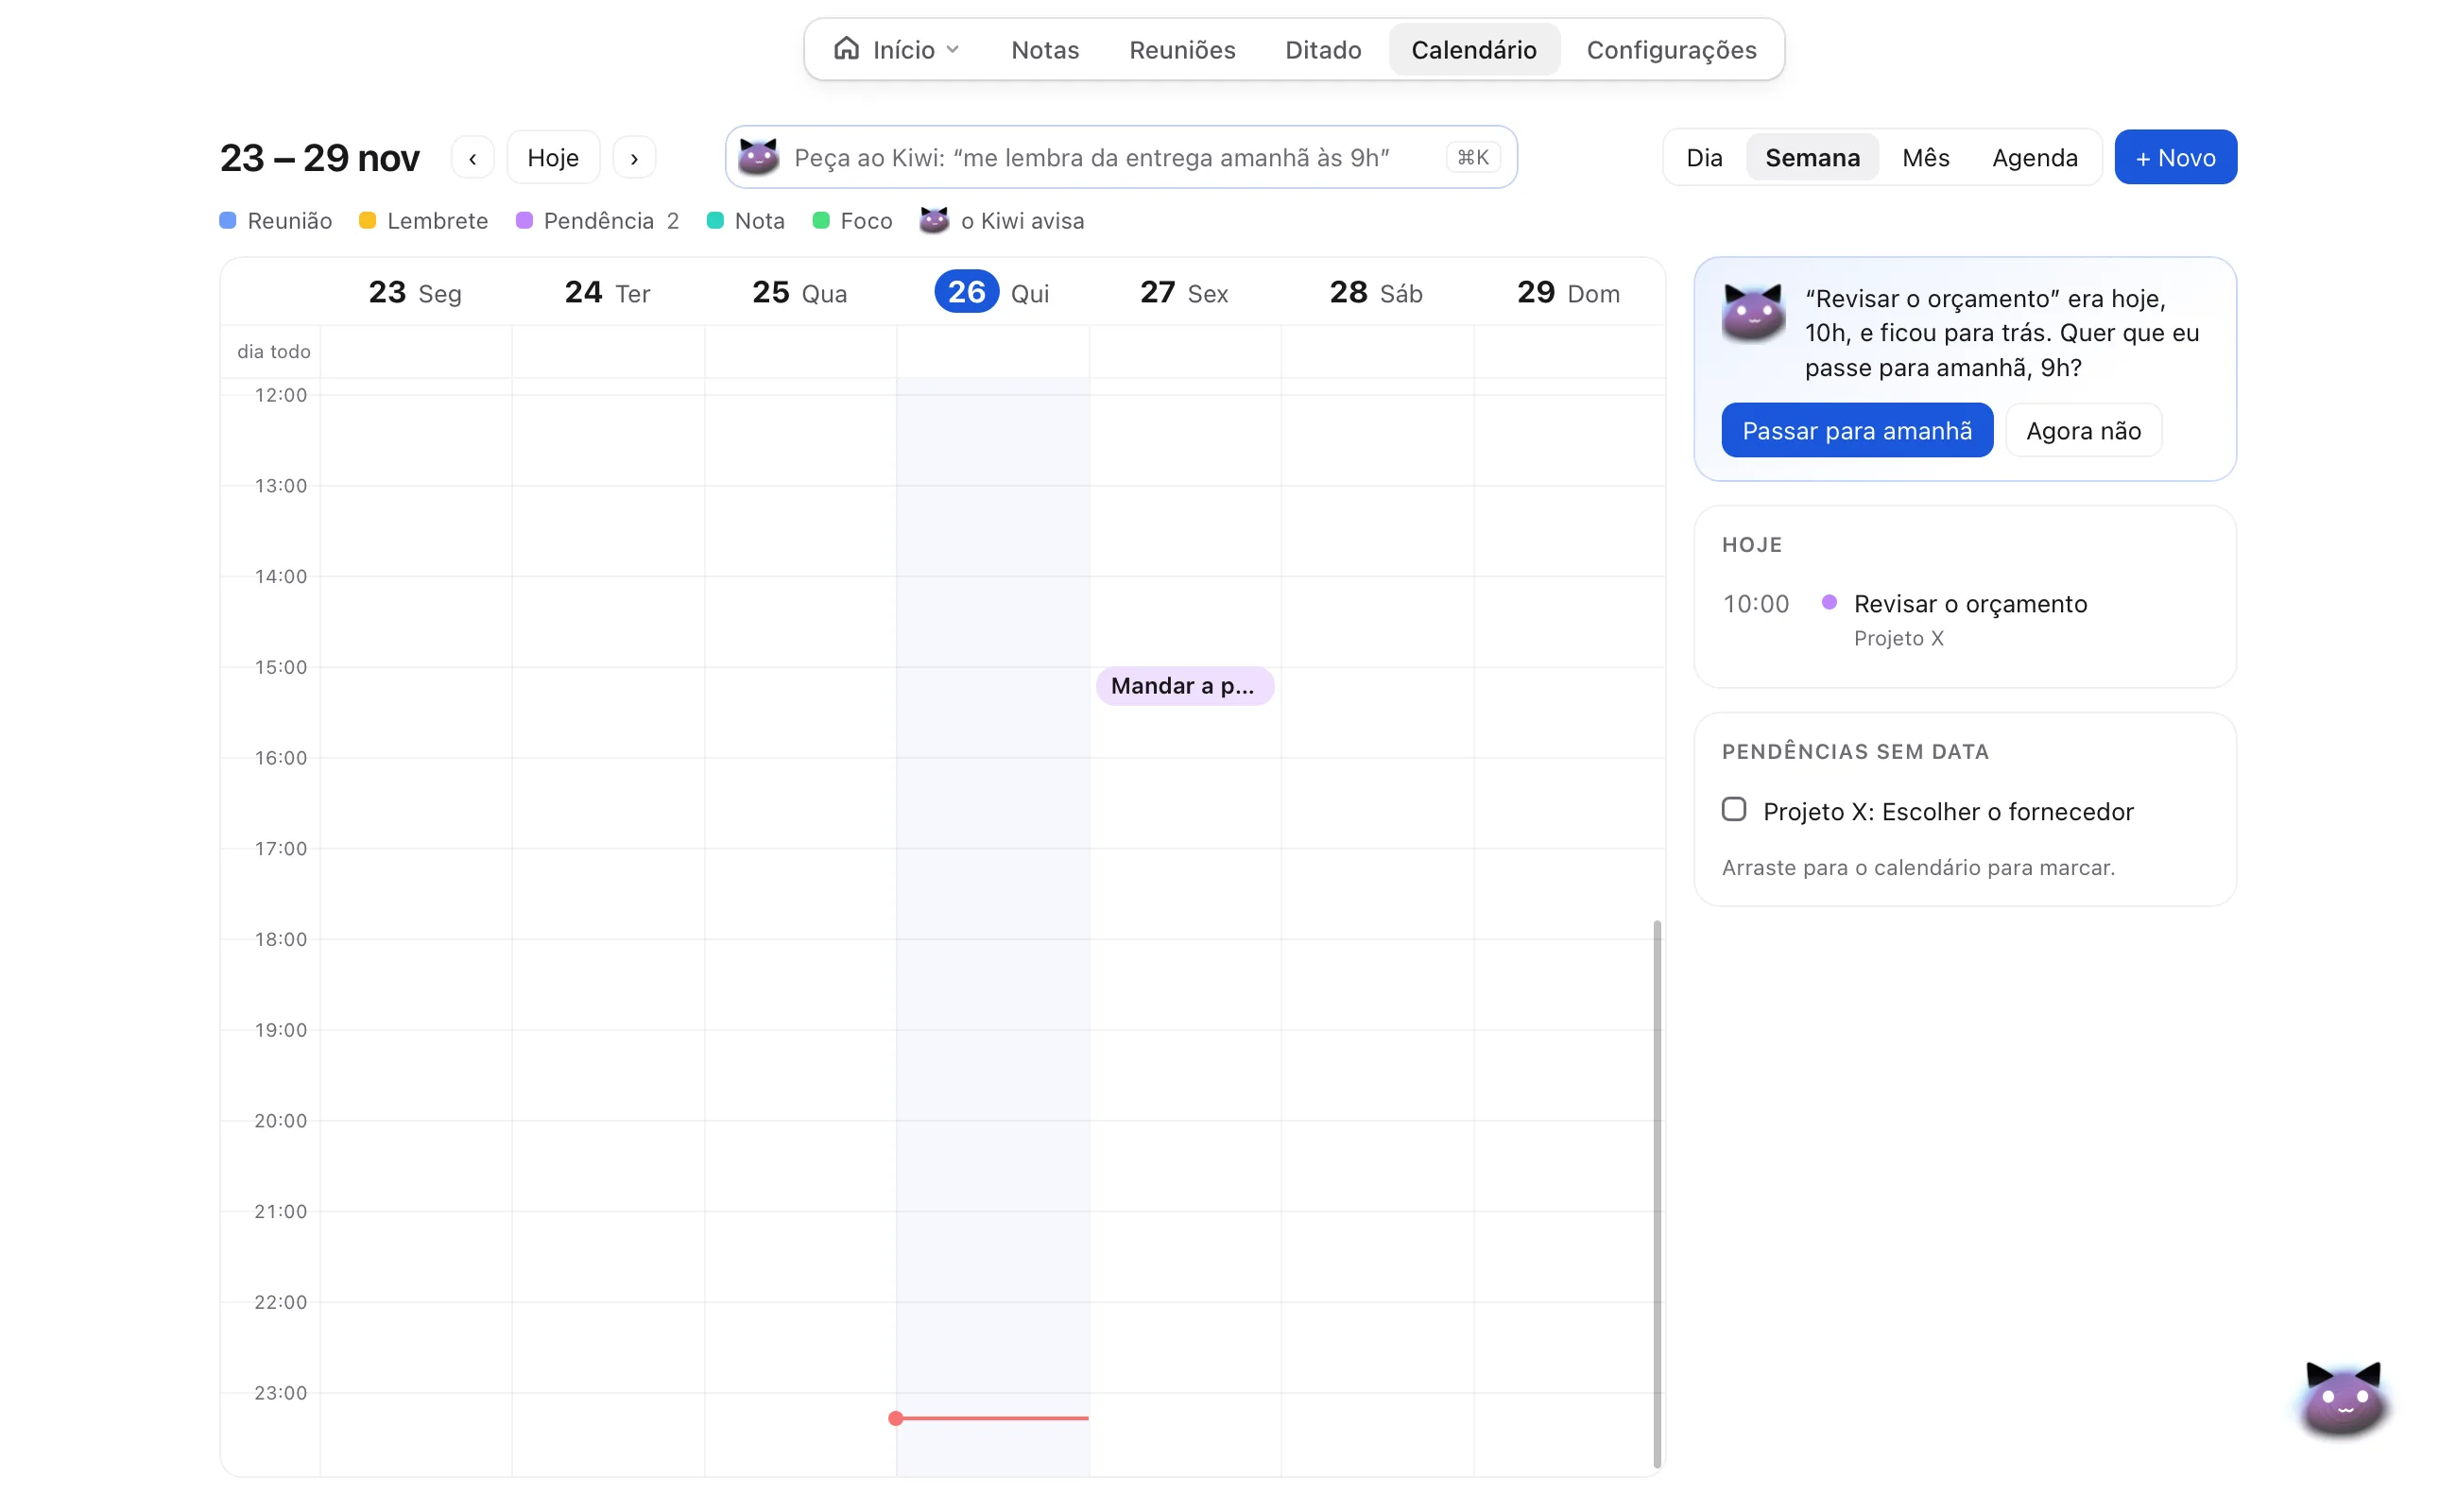 Início
Notas
Reuniões
Ditado
Calendário
Configurações
23 – 29 nov
‹
Hoje
›
Peça ao Kiwi: “me lembra da entrega amanhã às 9h”
⌘K
Dia
Semana
Mês
Agenda
+ Novo
Reunião
Lembrete
Pendência 2
Nota
Foco
o Kiwi avisa
23 Seg
24 Ter
25 Qua
26 Qui
27 Sex
28 Sáb
29 Dom
dia todo
12:00
13:00
14:00
15:00
Mandar a p...
16:00
17:00
18:00
19:00
20:00
21:00
22:00
23:00
“Revisar o orçamento” era hoje,
10h, e ficou para trás. Quer que eu
passe para amanhã, 9h?
Passar para amanhã
Agora não
HOJE
10:00
Revisar o orçamento
Projeto X
PENDÊNCIAS SEM DATA
Projeto X: Escolher o fornecedor
Arraste para o calendário para marcar.